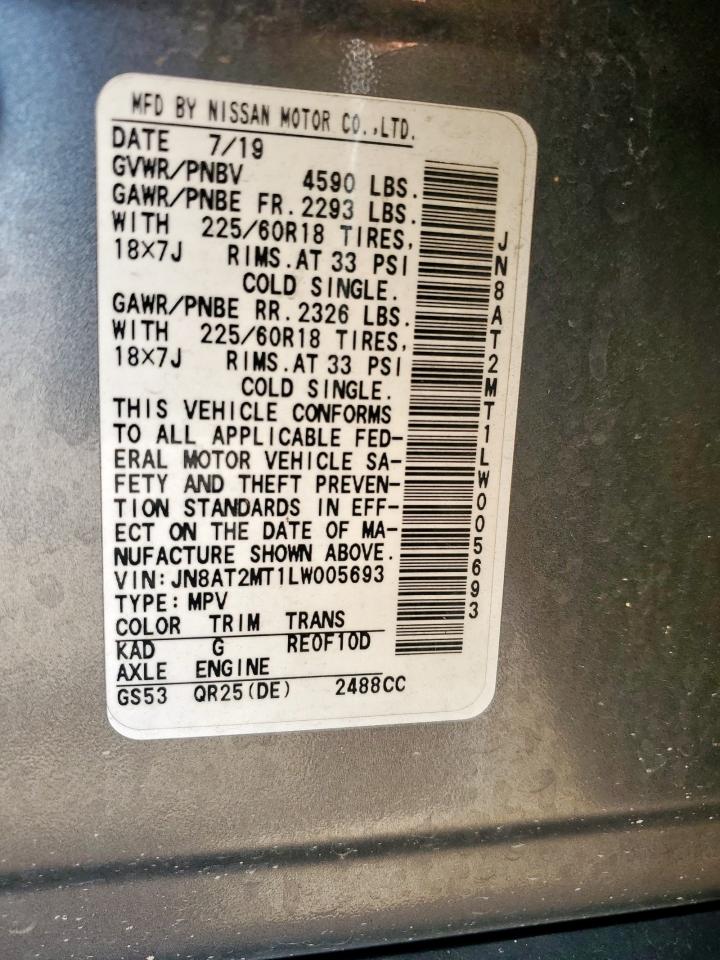 MFD BY NISSAN MOTOR CO.,LTD.
DATE 7/19
GVWR/PNBV 4590 LBS.
GAWR/PNBE FR. 2293 LBS.
WITH 225/60R18 TIRES,
18×7J RIMS.AT 33 PSI
COLD SINGLE.
GAWR/PNBE RR. 2326 LBS.
WITH 225/60R18 TIRES,
18×7J RIMS.AT 33 PSI
COLD SINGLE.
THIS VEHICLE CONFORMS
TO ALL APPLICABLE FED-
ERAL MOTOR VEHICLE SA-
FETY AND THEFT PREVEN-
TION STANDARDS IN EFF-
ECT ON THE DATE OF MA-
NUFACTURE SHOWN ABOVE.
VIN: JN8AT2MT1LW005693
TYPE: MPV
COLOR TRIM TRANS
KAD G RE0F10D
AXLE ENGINE
GS53 QR25(DE) 2488CC
JN8AT2MT1LW005693